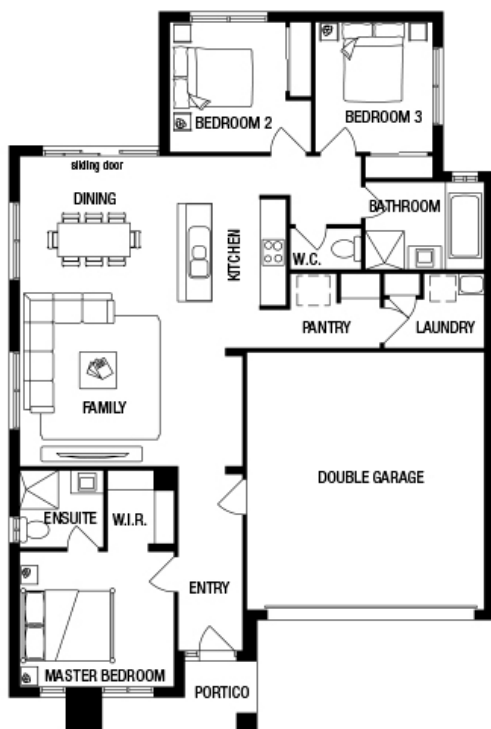 BEDROOM 2
BEDROOM 3
sliding door
DINING
BATHROOM
KITCHEN
W.C.
PANTRY
LAUNDRY
FAMILY
DOUBLE GARAGE
ENSUITE
W.I.R.
ENTRY
MASTER BEDROOM
PORTICO